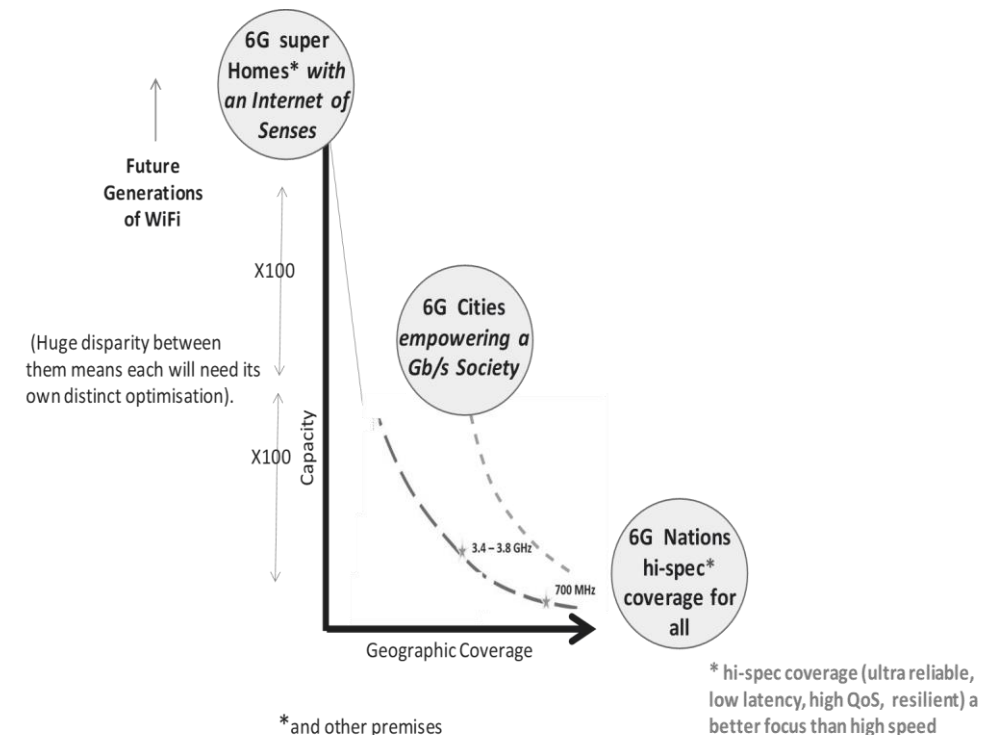 6G super
Homes* with
an Internet of
Senses
Future
Generations
of WiFi
X100
6G Cities
empowering a
Gb/s Society
(Huge disparity between
them means each will need its
own distinct optimisation).
X100
Capacity
3.4 – 3.8 GHz
700 MHz
6G Nations
hi-spec*
coverage for
all
Geographic Coverage
* hi-spec coverage (ultra reliable,
low latency, high QoS, resilient) a
better focus than high speed
*and other premises